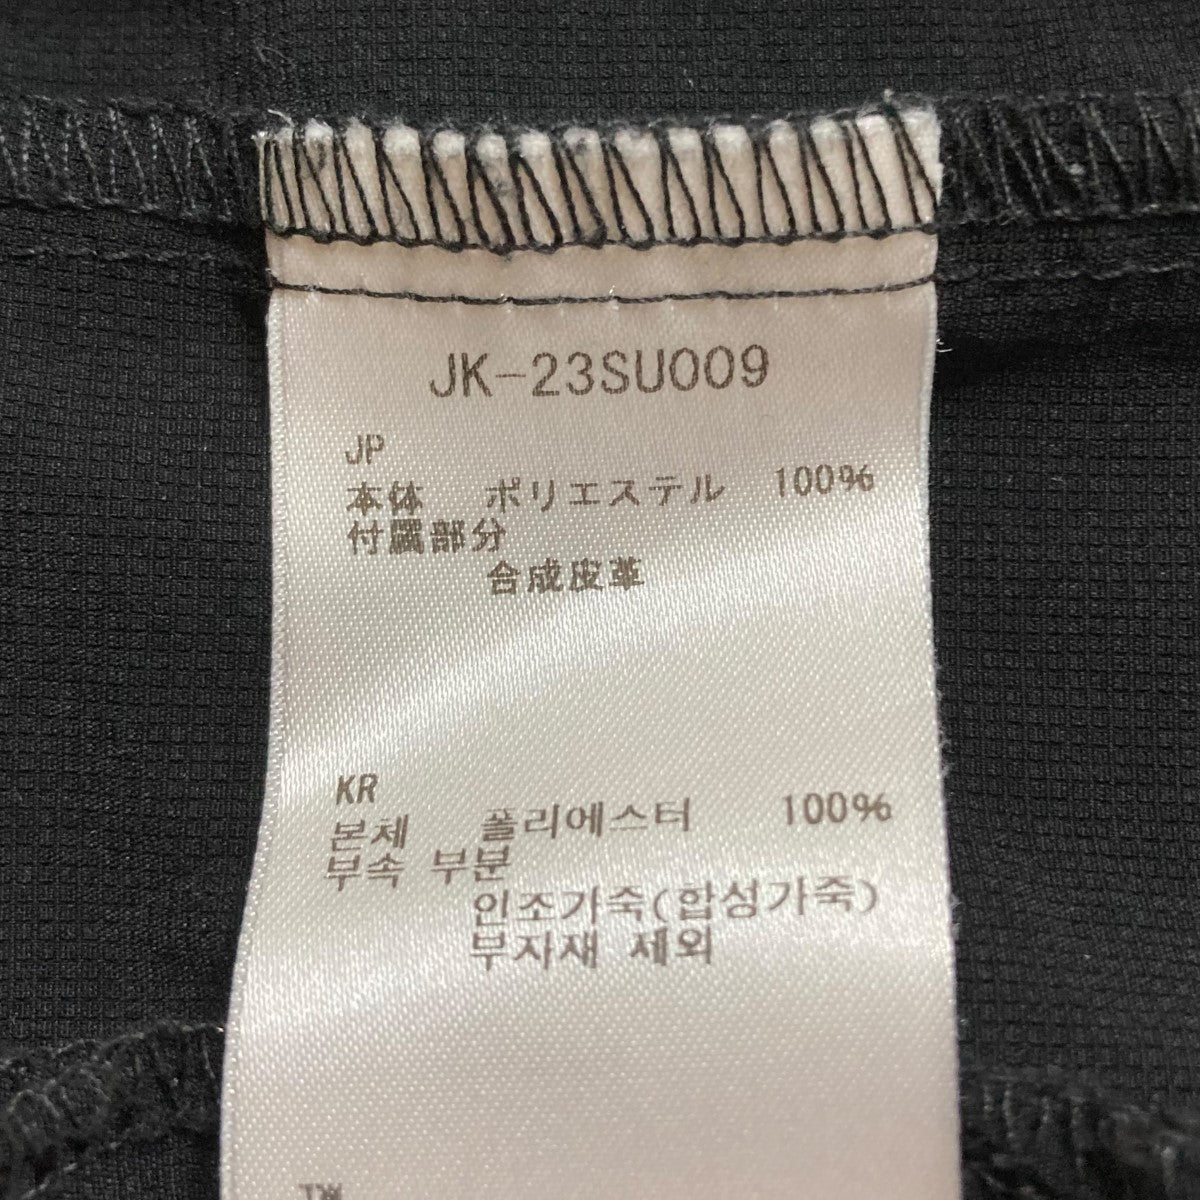 JK-23SU009
JP
本体 ポリエステル 100%
付属部分
合成皮革
KR
본체 폴리에스터 100%
부속 부분
인조가죽(합성가죽)
부자재 제외